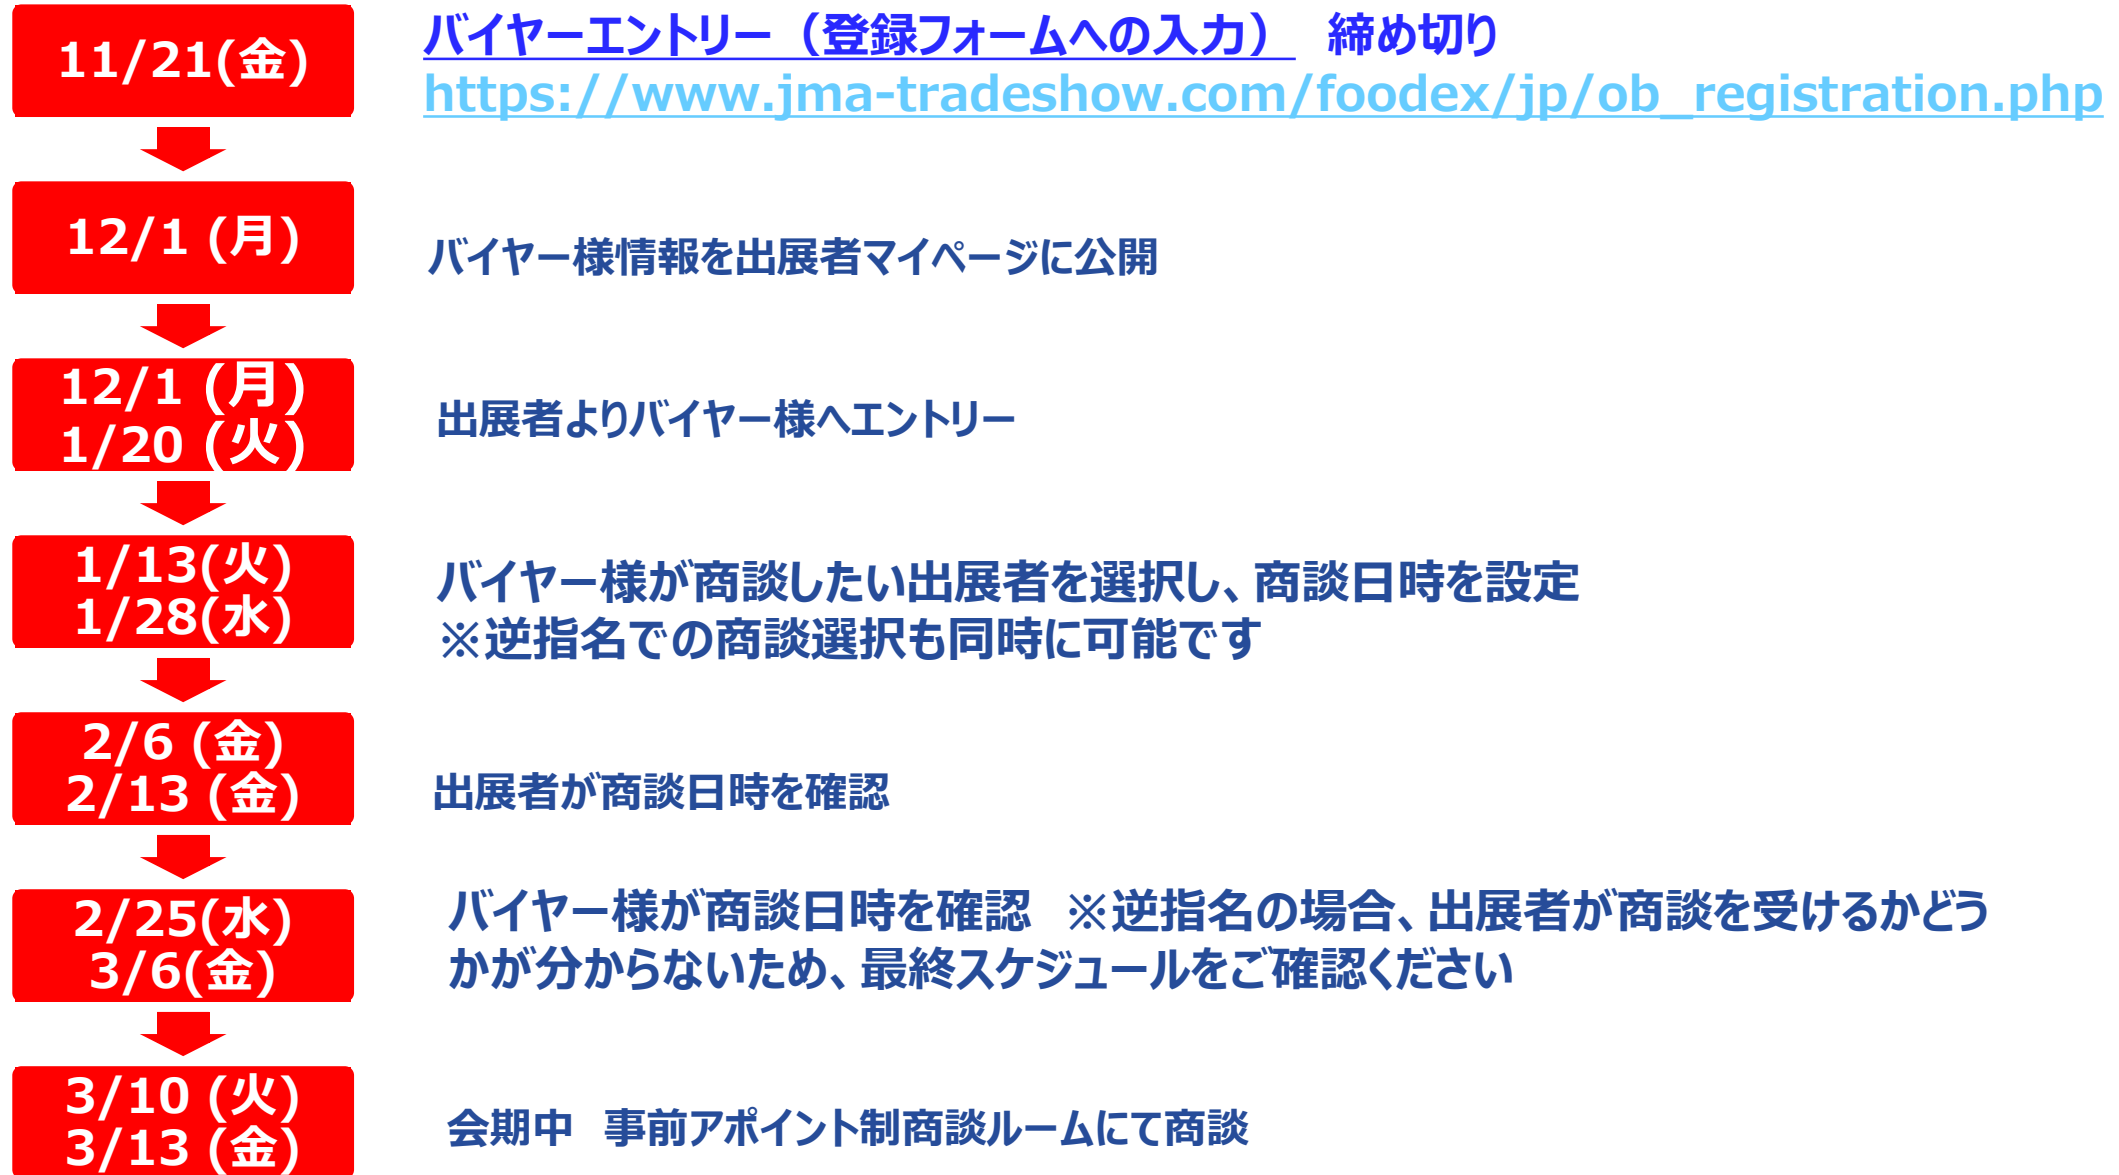 11/21(金)
バイヤーエントリー（登録フォームへの入力）　締め切り
https://www.jma-tradeshow.com/foodex/jp/ob_registration.php
12/1 (月)
バイヤー様情報を出展者マイページに公開
12/1 (月)
1/20 (火)
出展者よりバイヤー様へエントリー
1/13(火)
1/28(水)
バイヤー様が商談したい出展者を選択し、商談日時を設定
※逆指名での商談選択も同時に可能です
2/6 (金)
2/13 (金)
出展者が商談日時を確認
2/25(水)
3/6(金)
バイヤー様が商談日時を確認　※逆指名の場合、出展者が商談を受けるかどう
かが分からないため、最終スケジュールをご確認ください
3/10 (火)
3/13 (金)
会期中　事前アポイント制商談ルームにて商談